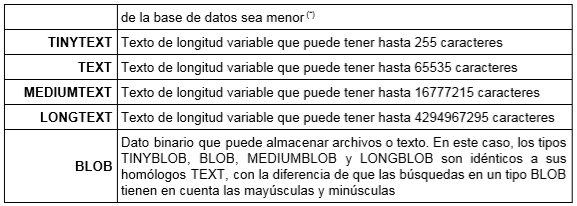 de la base de datos sea menor (*)
TINYTEXT Texto de longitud variable que puede tener hasta 255 caracteres
TEXT Texto de longitud variable que puede tener hasta 65535 caracteres
MEDIUMTEXT Texto de longitud variable que puede tener hasta 16777215 caracteres
LONGTEXT Texto de longitud variable que puede tener hasta 4294967295 caracteres
Dato binario que puede almacenar archivos o texto. En este caso, los tipos
TINYBLOB, BLOB, MEDIUMBLOB y LONGBLOB son idénticos a sus
BLOB homólogos TEXT, con la diferencia de que las búsquedas en un tipo BLOB
tienen en cuenta las mayúsculas y minúsculas